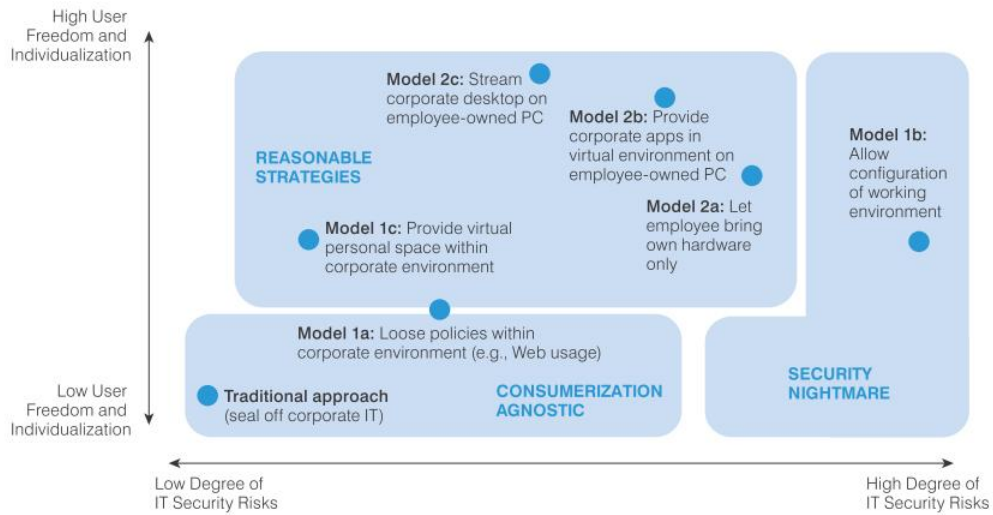 High User
Freedom and
Individualization
Model 2c: Stream
corporate desktop on
employee-owned PC
Model 2b: Provide
corporate apps in
virtual environment on
employee-owned PC
Model 1b:
Allow
configuration
of working
environment
REASONABLE
STRATEGIES
Model 2a: Let
employee bring
own hardware
only
Model 1c: Provide virtual
personal space within
corporate environment
Model 1a: Loose policies within
corporate environment (e.g., Web usage)
Low User
Freedom and
Individualization
Traditional approach
(seal off corporate IT)
CONSUMERIZATION
AGNOSTIC
SECURITY
NIGHTMARE
Low Degree of
IT Security Risks
High Degree of
IT Security Risks